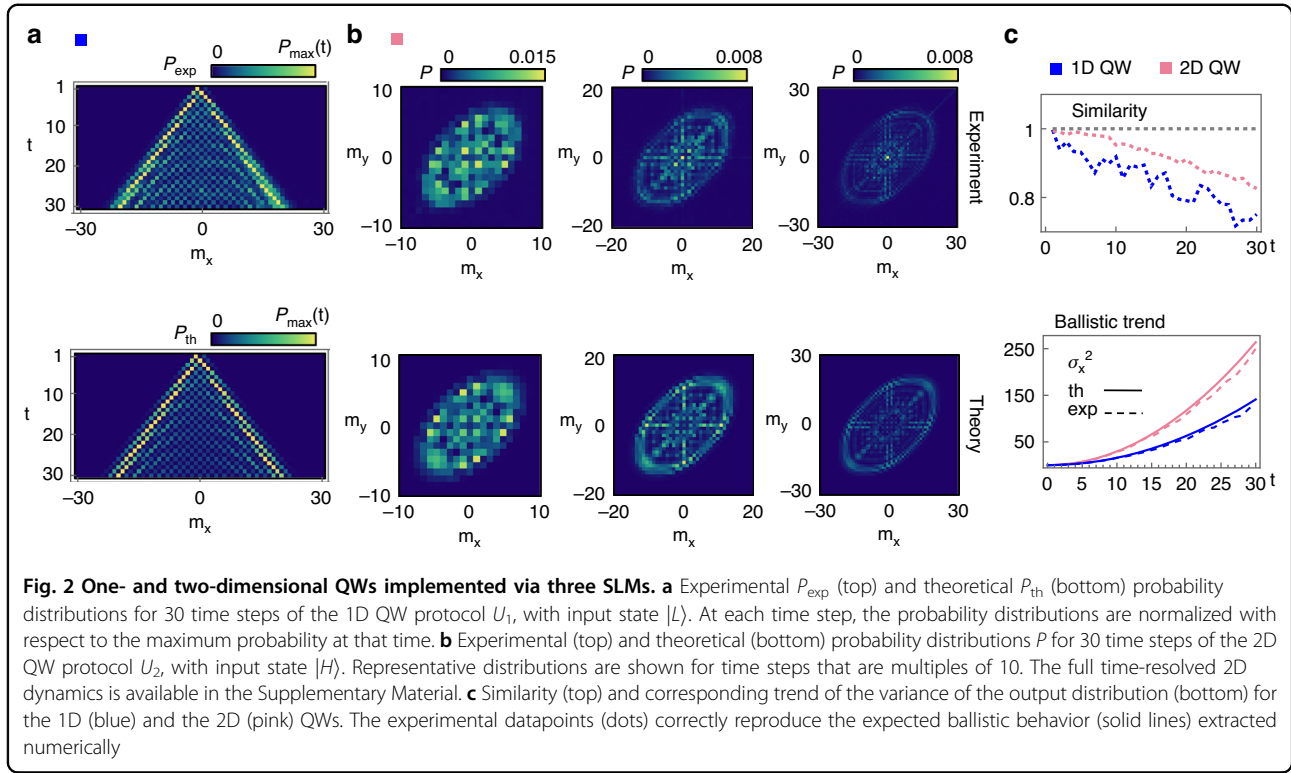 a
P_exp 0 P_max(t)
1
10
t
20
30
−30 0 30
m_x
P_th 0 P_max(t)
1
10
t
20
30
−30 0 30
m_x
b
0 0.015
P
10
m_y 0
−10
−10 0 10
m_x
0 0.008
P
20
m_y 0
−20
−20 0 20
m_x
0 0.008
P
30
m_y 0
−30
−30 0 30
m_x
Experiment
10
m_y 0
−10
−10 0 10
m_x
20
m_y 0
−20
−20 0 20
m_x
30
m_y 0
−30
−30 0 30
m_x
Theory
c
1D QW 2D QW
Similarity
1
0.8
0 10 20 30 t
Ballistic trend
250
σ_x^2
th
150
exp
50
0 5 10 15 20 25 30 t
Fig. 2 One- and two-dimensional QWs implemented via three SLMs. a Experimental P_exp (top) and theoretical P_th (bottom) probability
distributions for 30 time steps of the 1D QW protocol U_1, with input state |L⟩. At each time step, the probability distributions are normalized with
respect to the maximum probability at that time. b Experimental (top) and theoretical (bottom) probability distributions P for 30 time steps of the 2D
QW protocol U_2, with input state |H⟩. Representative distributions are shown for time steps that are multiples of 10. The full time-resolved 2D
dynamics is available in the Supplementary Material. c Similarity (top) and corresponding trend of the variance of the output distribution (bottom) for
the 1D (blue) and the 2D (pink) QWs. The experimental datapoints (dots) correctly reproduce the expected ballistic behavior (solid lines) extracted
numerically